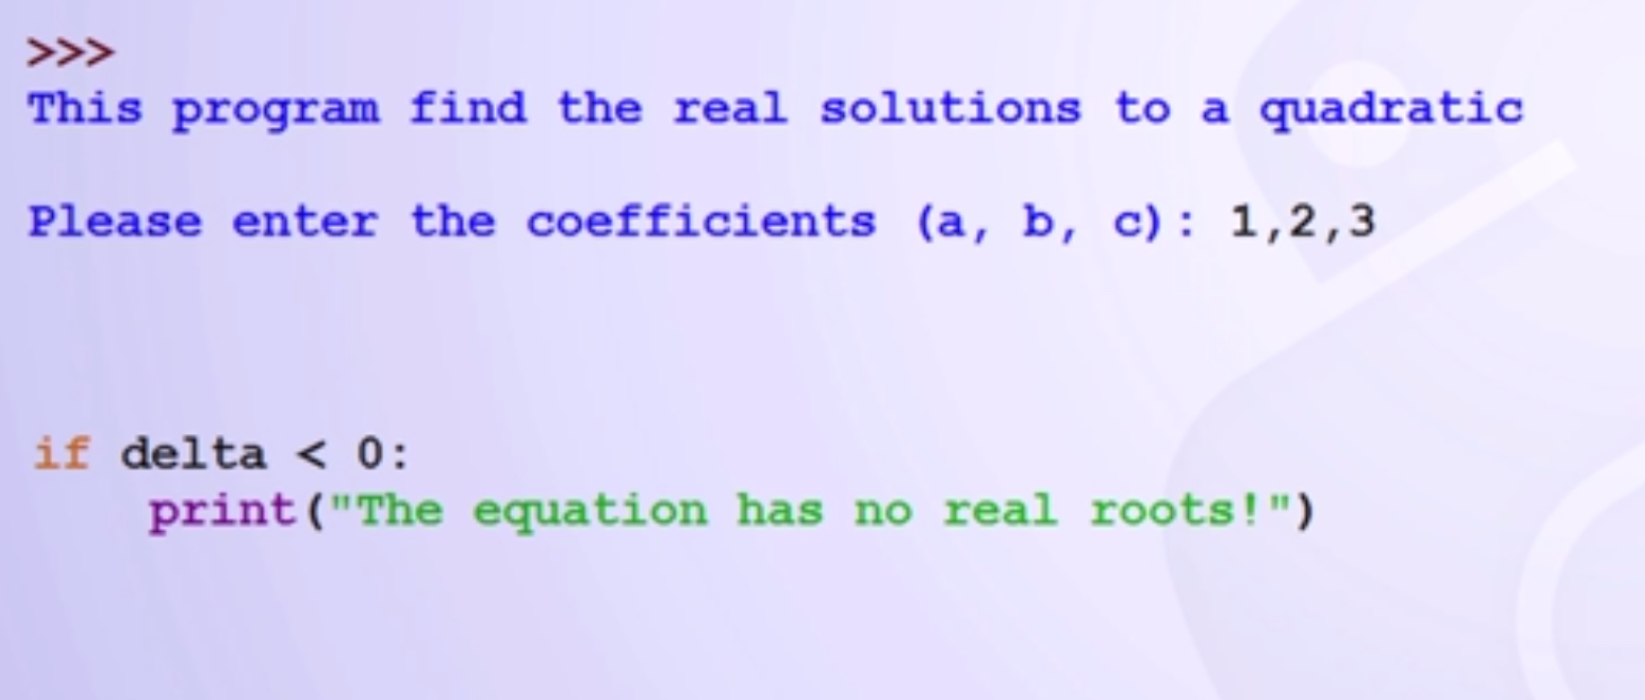 >>>
This program find the real solutions to a quadratic
Please enter the coefficients (a, b, c): 1,2,3
if delta < 0:
    print("The equation has no real roots!")